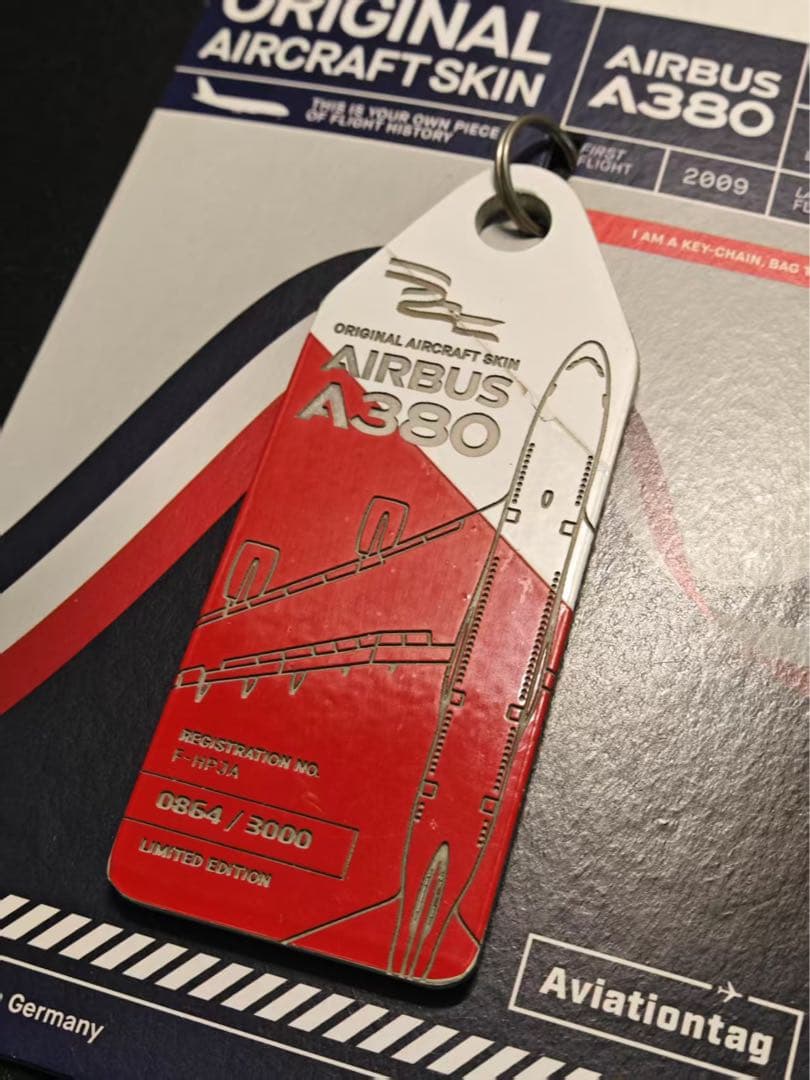 ORIGINAL
AIRCRAFT SKIN
THIS IS YOUR OWN PIECE
OF FLIGHT HISTORY
AIRBUS
A380
FIRST
FLIGHT
2009
I AM A KEY-CHAIN, BAG
ORIGINAL AIRCRAFT SKIN
AIRBUS
A380
REGISTRATION NO.
F-HPJA
0864 / 3000
LIMITED EDITION
Germany
Aviationtag